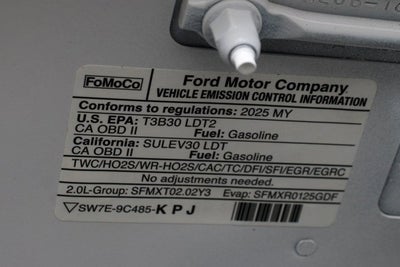 FoMoCo
Ford Motor Company
VEHICLE EMISSION CONTROL INFORMATION
Conforms to regulations: 2025 MY
U.S. EPA: T3B30 LDT2
CA OBD II Fuel: Gasoline
California: SULEV30 LDT
CA OBD II Fuel: Gasoline
TWC/HO2S/WR-HO2S/CAC/TC/DFI/SFI/EGR/EGRC
No adjustments needed.
2.0L-Group: SFMXT02.02Y3 Evap: SFMXR0125GDF
SW7E-9C485-KPJ